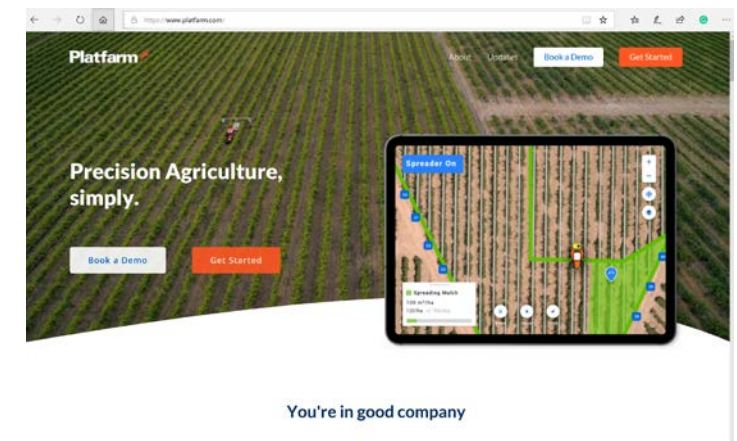 https://www.platfarm.com/
Platfarm
About Updates Book a Demo Get Started
Precision Agriculture,
simply.
Book a Demo Get Started
Spreader On
Spreading Mulch
You're in good company